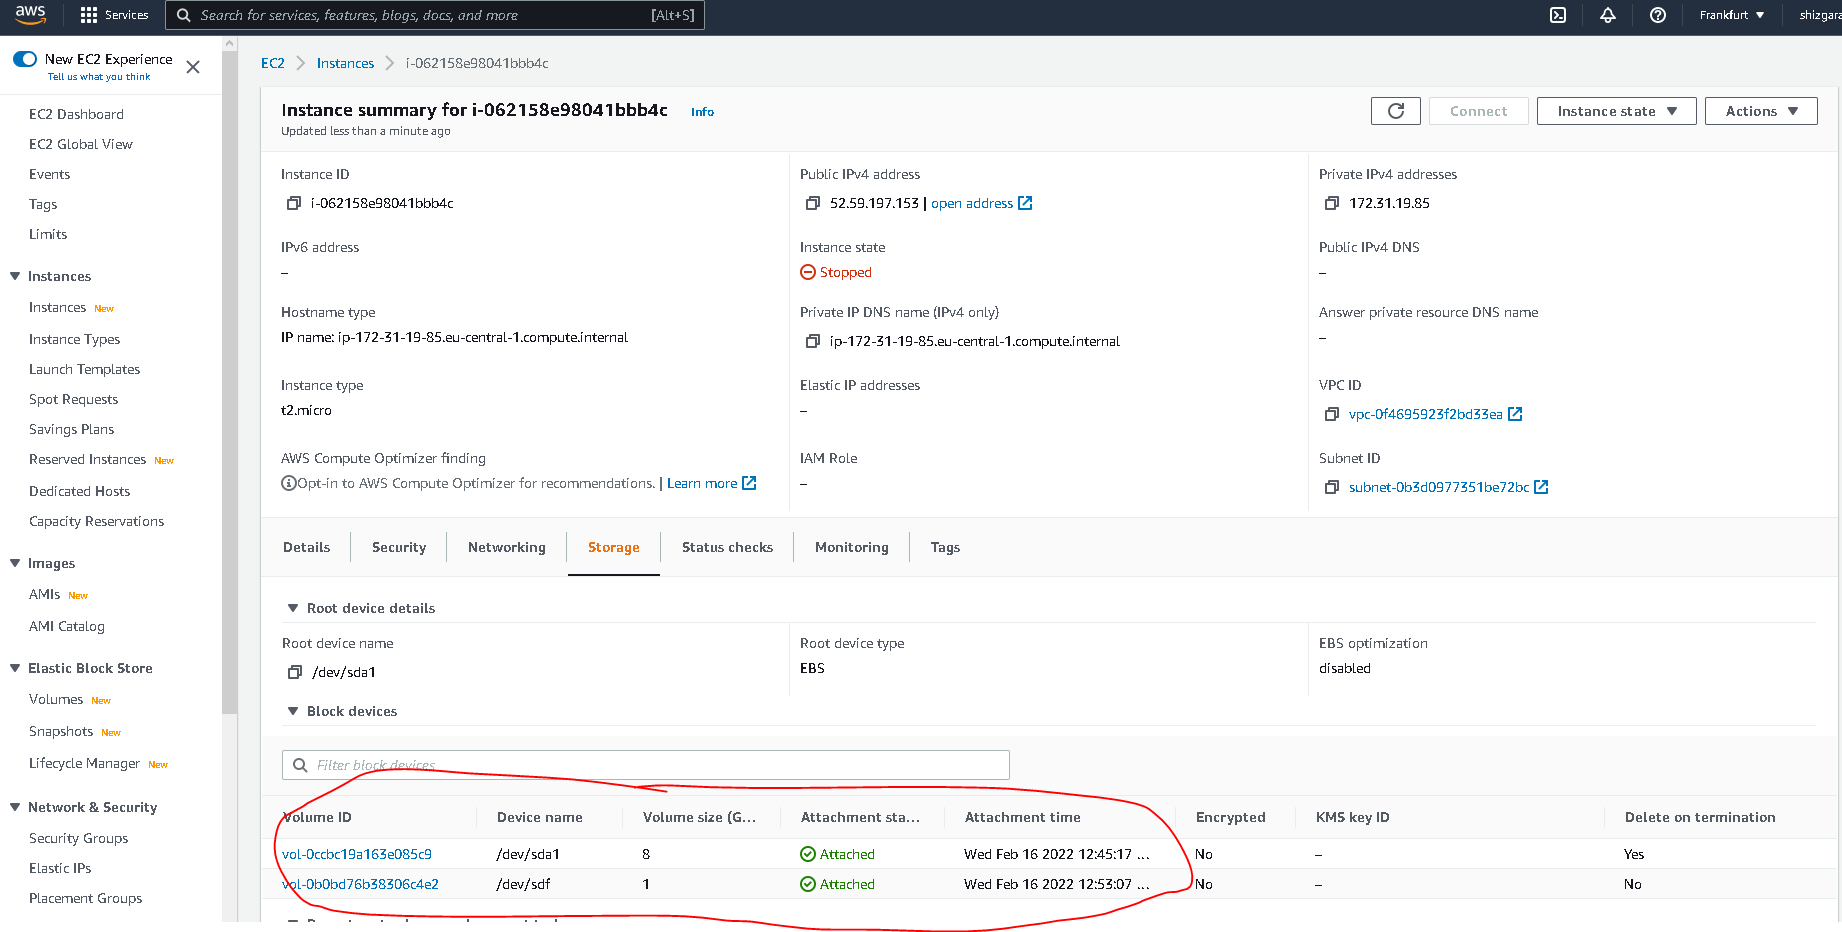 aws Services Search for services, features, blogs, docs, and more [Alt+S] Frankfurt
New EC2 Experience
Tell us what you think
EC2 Dashboard
EC2 Global View
Events
Tags
Limits
Instances
Instances New
Instance Types
Launch Templates
Spot Requests
Savings Plans
Reserved Instances New
Dedicated Hosts
Capacity Reservations
Images
AMIs New
AMI Catalog
Elastic Block Store
Volumes New
Snapshots New
Lifecycle Manager New
Network & Security
Security Groups
Elastic IPs
Placement Groups
EC2 Instances i-062158e98041bbb4c
Instance summary for i-062158e98041bbb4c Info
Updated less than a minute ago
Connect Instance state Actions
Instance ID
i-062158e98041bbb4c
Public IPv4 address
52.59.197.153 | open address
Private IPv4 addresses
172.31.19.85
IPv6 address
–
Instance state
Stopped
Public IPv4 DNS
–
Hostname type
IP name: ip-172-31-19-85.eu-central-1.compute.internal
Private IP DNS name (IPv4 only)
ip-172-31-19-85.eu-central-1.compute.internal
Answer private resource DNS name
–
Instance type
t2.micro
Elastic IP addresses
–
VPC ID
vpc-0f4695923f2bd33ea
AWS Compute Optimizer finding
Opt-in to AWS Compute Optimizer for recommendations. | Learn more
IAM Role
–
Subnet ID
subnet-0b3d0977351be72bc
Details Security Networking Storage Status checks Monitoring Tags
Root device details
Root device name
/dev/sda1
Root device type
EBS
EBS optimization
disabled
Block devices
Filter block devices
Volume ID Device name Volume size (G... Attachment sta... Attachment time Encrypted KMS key ID Delete on termination
vol-0ccbc19a163e085c9 /dev/sda1 8 Attached Wed Feb 16 2022 12:45:17 ... No – Yes
vol-0b0bd76b38306c4e2 /dev/sdf 1 Attached Wed Feb 16 2022 12:53:07 ... No – No